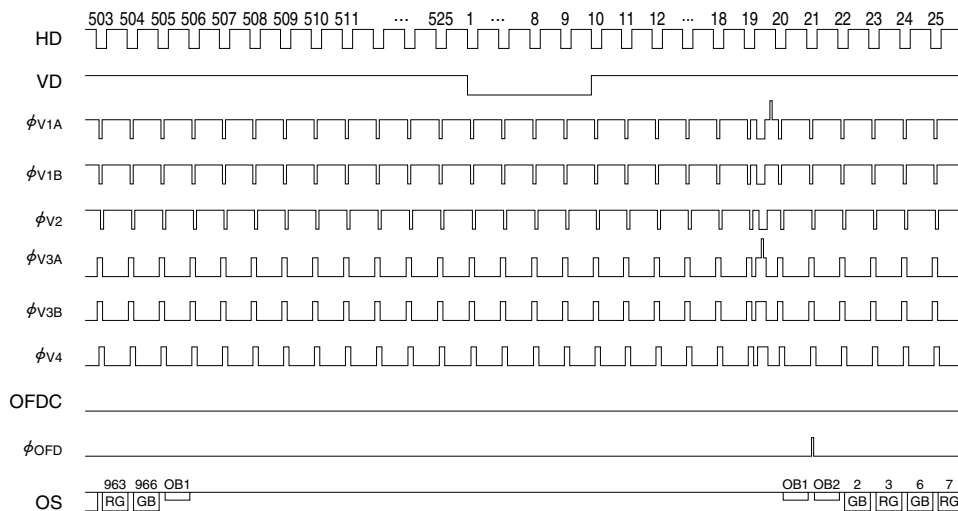 503 504 505 506 507 508 509 510 511 ... 525 1 ... 8 9 10 11 12 ... 18 19 20 21 22 23 24 25
HD
VD
ϕV1A
ϕV1B
ϕV2
ϕV3A
ϕV3B
ϕV4
OFDC
ϕOFD
963 966 OB1 OB1 OB2 2 3 6 7
OS RG GB GB RG GB RG